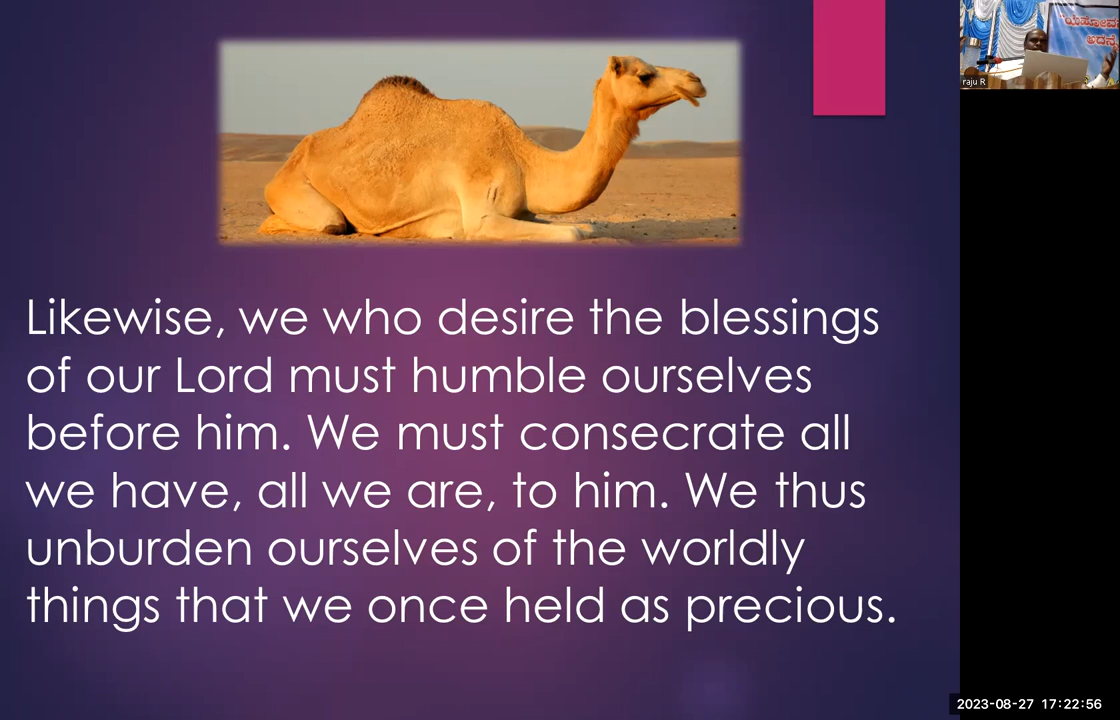 Likewise, we who desire the blessings
of our Lord must humble ourselves
before him. We must consecrate all
we have, all we are, to him. We thus
unburden ourselves of the worldly
things that we once held as precious.
raju R
2023-08-27 17:22:56